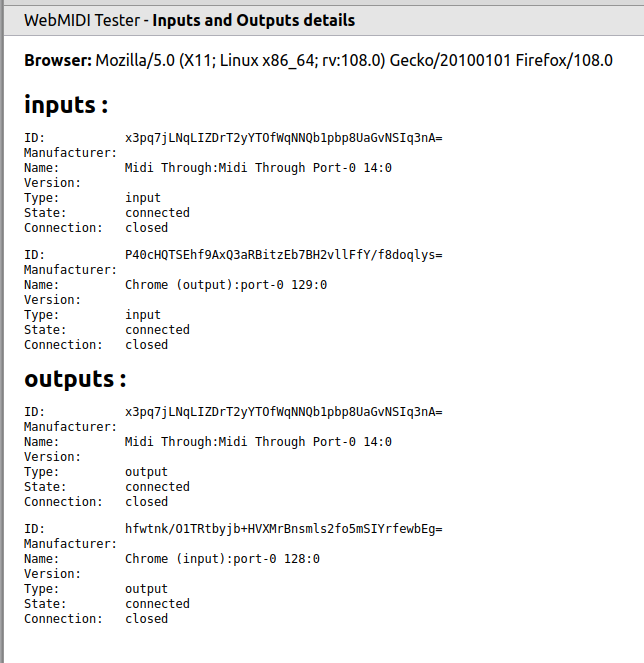 WebMIDI Tester - Inputs and Outputs details
Browser: Mozilla/5.0 (X11; Linux x86_64; rv:108.0) Gecko/20100101 Firefox/108.0
inputs :
ID: x3pq7jLNqLIZDrT2yYTOfWqNNQb1pbp8UaGvNSIq3nA=
Manufacturer:
Name: Midi Through:Midi Through Port-0 14:0
Version:
Type: input
State: connected
Connection: closed
ID: P40cHQTSEhf9AxQ3aRBitzEb7BH2vllFfY/f8doqlys=
Manufacturer:
Name: Chrome (output):port-0 129:0
Version:
Type: input
State: connected
Connection: closed
outputs :
ID: x3pq7jLNqLIZDrT2yYTOfWqNNQb1pbp8UaGvNSIq3nA=
Manufacturer:
Name: Midi Through:Midi Through Port-0 14:0
Version:
Type: output
State: connected
Connection: closed
ID: hfwtnk/O1TRtbyjb+HVXMrBnsmls2fo5mSIYrfewbEg=
Manufacturer:
Name: Chrome (input):port-0 128:0
Version:
Type: output
State: connected
Connection: closed